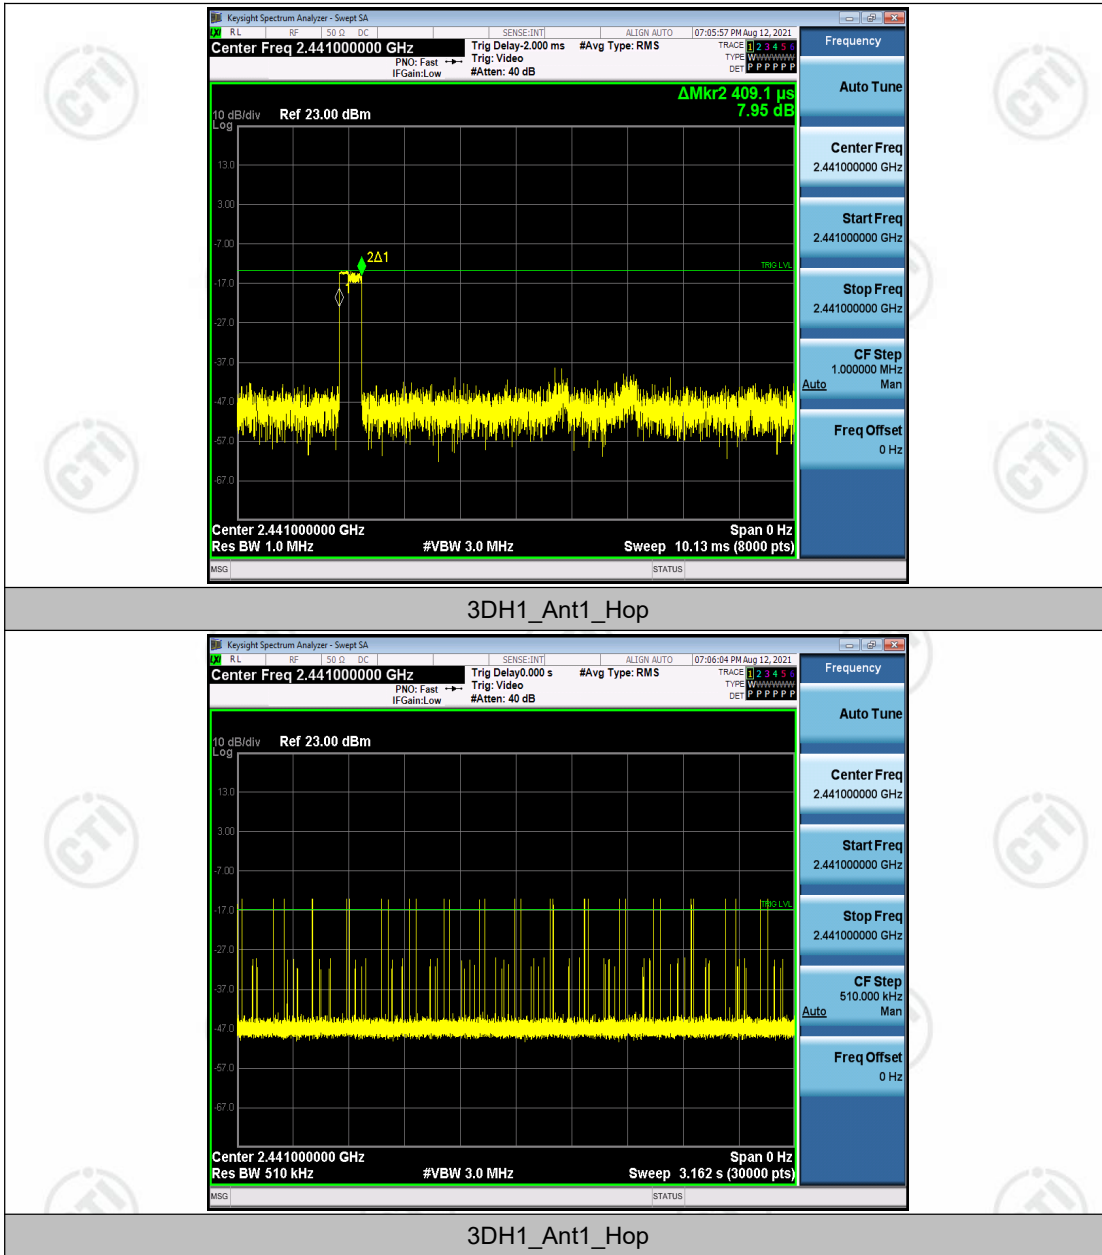 Keysight Spectrum Analyzer - Swept SA
LXI RL RF 50 Ω DC SENSE:INT ALIGN AUTO 07:05:57 PM Aug 12, 2021
Center Freq 2.441000000 GHz Trig Delay-2.000 ms #Avg Type: RMS TRACE 1 2 3 4 5 6
PNO: Fast Trig: Video TYPE WWWWWW
IFGain:Low #Atten: 40 dB DET P P P P P P
Frequency
ΔMkr2 409.1 µs
7.95 dB
10 dB/div Ref 23.00 dBm
Log
13.0
3.00
-7.00
-17.0
-27.0
-37.0
-47.0
-57.0
-67.0
2Δ1
TRIG LVL
Center 2.441000000 GHz Span 0 Hz
Res BW 1.0 MHz #VBW 3.0 MHz Sweep 10.13 ms (8000 pts)
MSG STATUS
Auto Tune
Center Freq
2.441000000 GHz
Start Freq
2.441000000 GHz
Stop Freq
2.441000000 GHz
CF Step
1.000000 MHz
Auto Man
Freq Offset
0 Hz
3DH1_Ant1_Hop
Keysight Spectrum Analyzer - Swept SA
LXI RL RF 50 Ω DC SENSE:INT ALIGN AUTO 07:06:04 PM Aug 12, 2021
Center Freq 2.441000000 GHz Trig Delay0.000 s #Avg Type: RMS TRACE 1 2 3 4 5 6
PNO: Fast Trig: Video TYPE WWWWWW
IFGain:Low #Atten: 40 dB DET P P P P P P
Frequency
10 dB/div Ref 23.00 dBm
Log
13.0
3.00
-7.00
-17.0
-27.0
-37.0
-47.0
-57.0
-67.0
TRIG LVL
Center 2.441000000 GHz Span 0 Hz
Res BW 510 kHz #VBW 3.0 MHz Sweep 3.162 s (30000 pts)
MSG STATUS
Auto Tune
Center Freq
2.441000000 GHz
Start Freq
2.441000000 GHz
Stop Freq
2.441000000 GHz
CF Step
510.000 kHz
Auto Man
Freq Offset
0 Hz
3DH1_Ant1_Hop
CTI
CTI
CTI
CTI
CTI
CTI